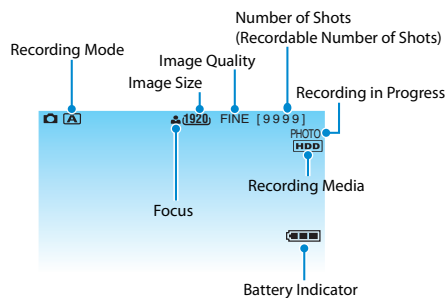 Number of Shots
(Recordable Number of Shots)
Recording Mode
Image Quality
Image Size
Recording in Progress
A
1920
FINE
[9999]
PHOTO
HDD
Recording Media
Focus
Battery Indicator